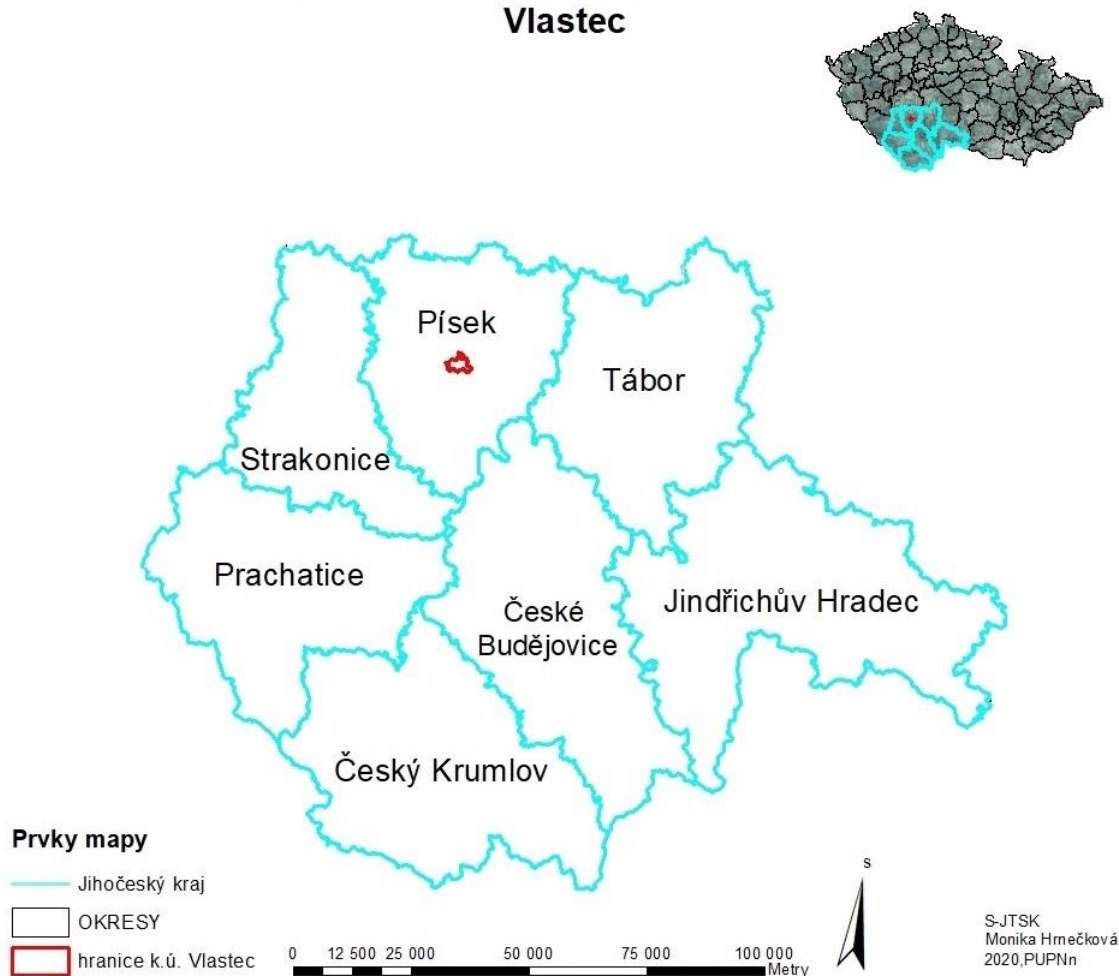 Vlastec
Písek
Tábor
Strakonice
Prachatice
České
Budějovice
Jindřichův Hradec
Český Krumlov
Prvky mapy
Jihočeský kraj
OKRESY
hranice k.ú. Vlastec
0 12 500 25 000 50 000 75 000 100 000
Metry
S
S-JTSK
Monika Hrnečková
2020,PUPNn